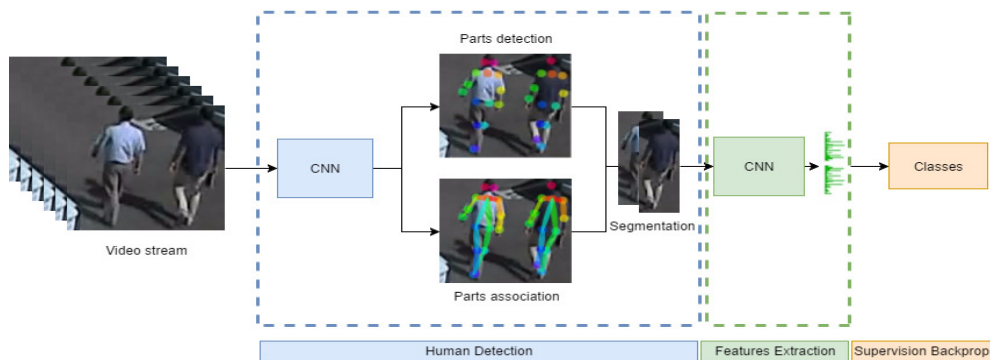 Parts detection
CNN
CNN
Classes
Segmentation
Video stream
Parts association
Human Detection
Features Extraction
Supervision Backprop